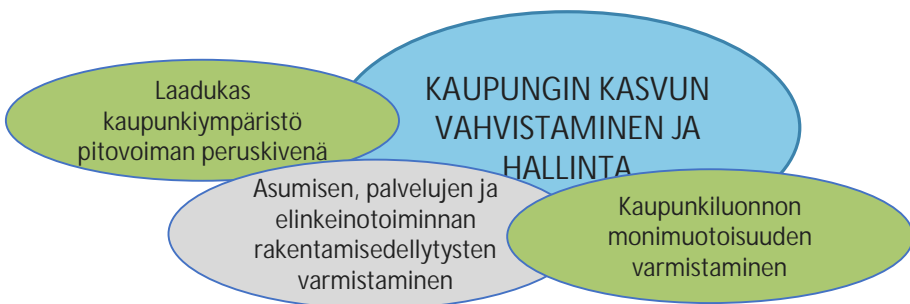 Laadukas
kaupunkiympäristö
pitovoiman peruskivenä
KAUPUNGIN KASVUN
VAHVISTAMINEN JA
HALLINTA
Asumisen, palvelujen ja
elinkeinotoiminnan
rakentamisedellytysten
varmistaminen
Kaupunkiluonnon
monimuotoisuuden
varmistaminen